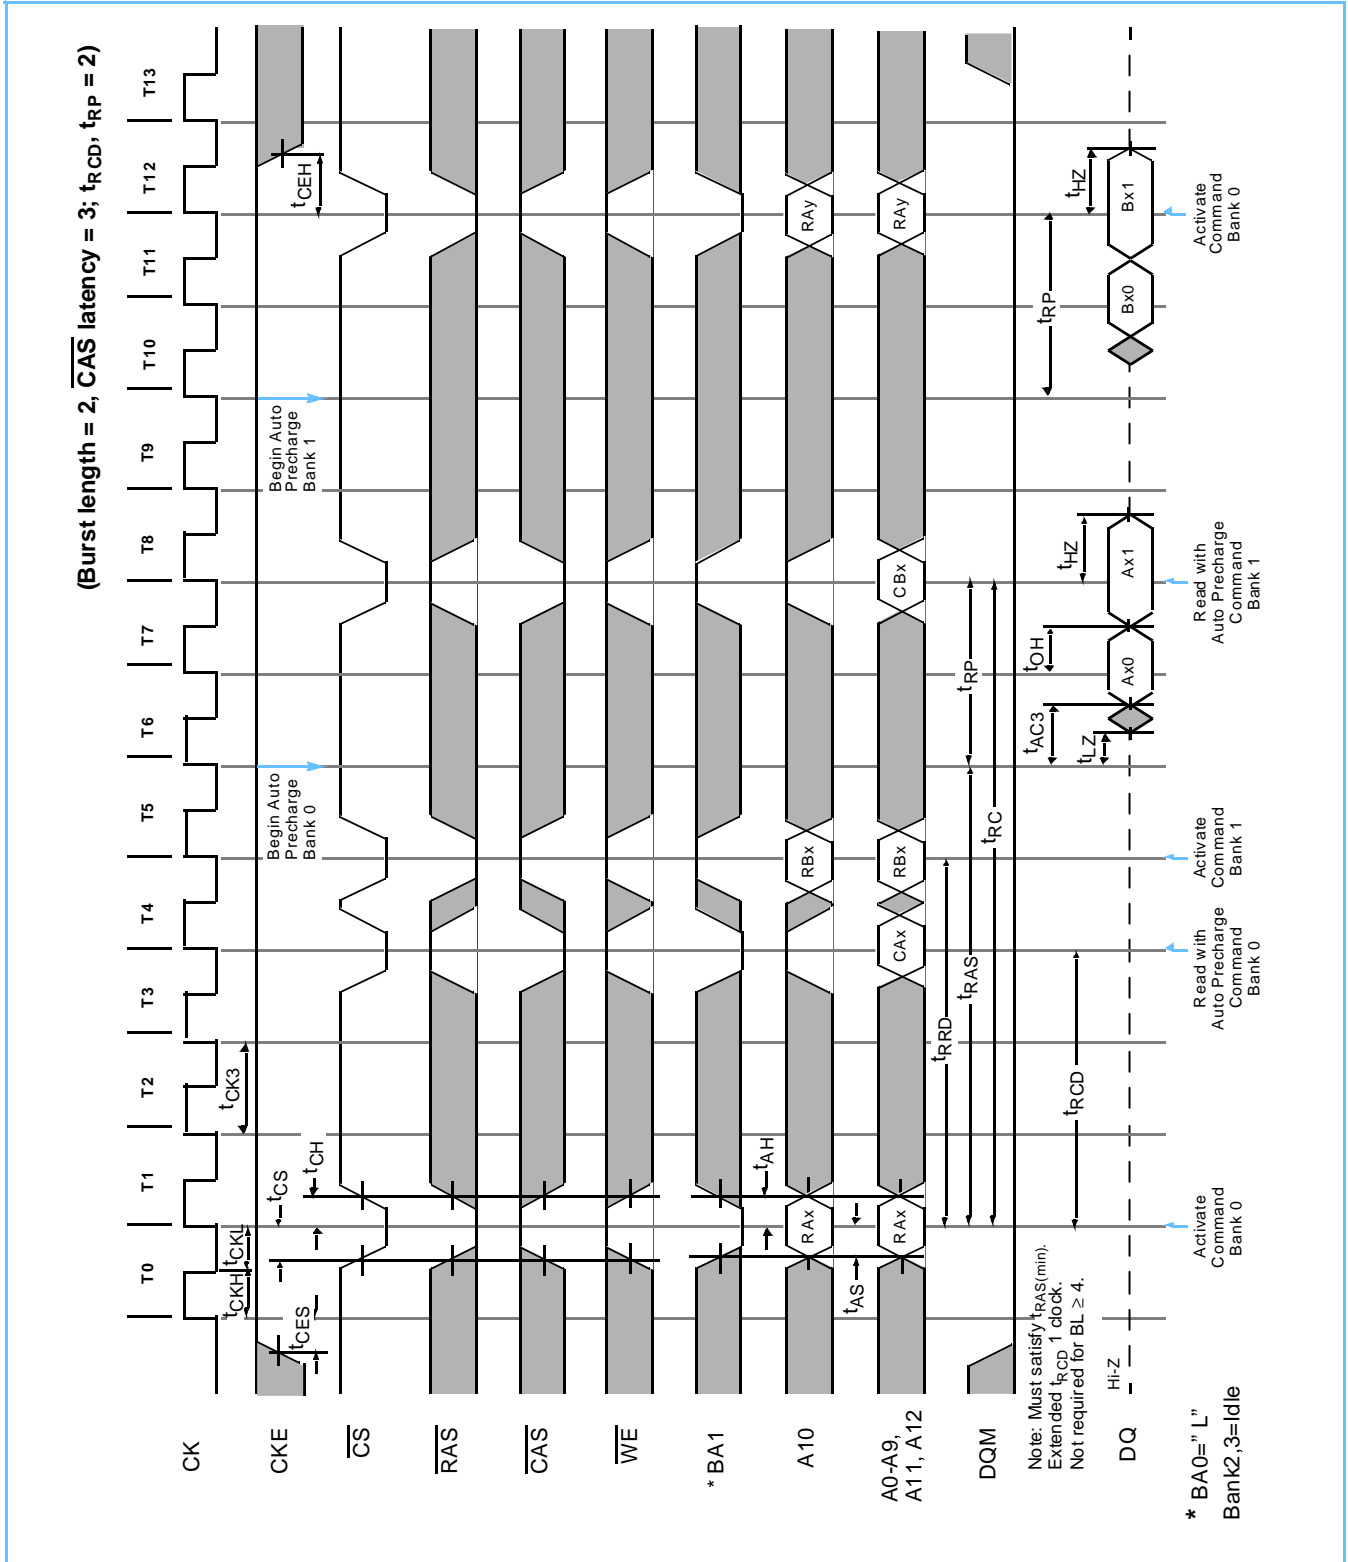 (Burst length = 2, CAS latency = 3; tRCD, tRP = 2)
T0 T1 T2 T3 T4 T5 T6 T7 T8 T9 T10 T11 T12 T13
CK
tCKH tCKL tCK3
CKE
tCES tCS tCH tCEH
Begin Auto
Precharge
Bank 0
Begin Auto
Precharge
Bank 1
CS
RAS
CAS
WE
* BA1
tAH
A10
RAx RBx RAy
tAS
A0-A9,
A11, A12
RAx CAx RBx CBx RAy
tRRD
DQM
tRAS tRP
tRC
Note: Must satisfy tRAS(min).
Extended tRCD 1 clock.
Not required for BL ≥ 4.
tRCD
tAC3 tOH tRP
tLZ tHZ tHZ
DQ
Hi-Z
Ax0 Ax1 Bx0 Bx1
Activate
Command
Bank 0
Read with
Auto Precharge
Command
Bank 0
Activate
Command
Bank 1
Read with
Auto Precharge
Command
Bank 1
Activate
Command
Bank 0
* BA0=” L”
Bank2,3=Idle